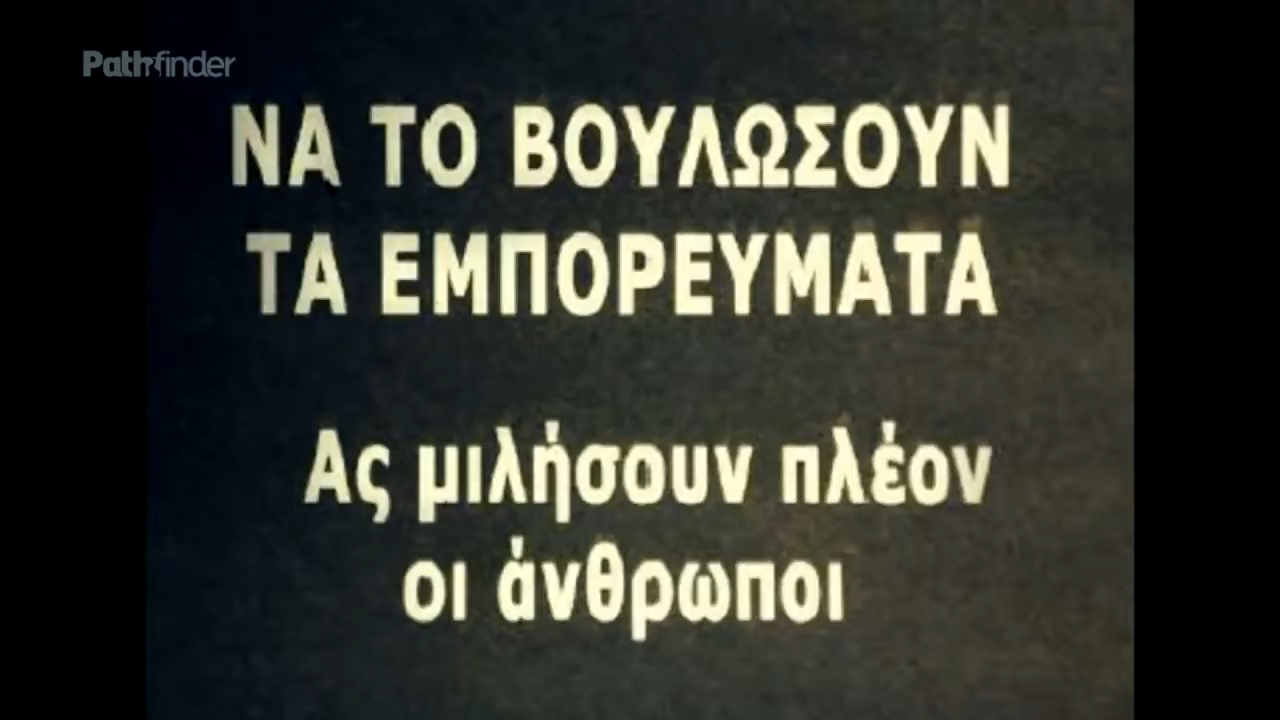 Pathfinder
ΝΑ ΤΟ ΒΟΥΛΩΣΟΥΝ
ΤΑ ΕΜΠΟΡΕΥΜΑΤΑ
Ας μιλήσουν πλέον
οι άνθρωποι